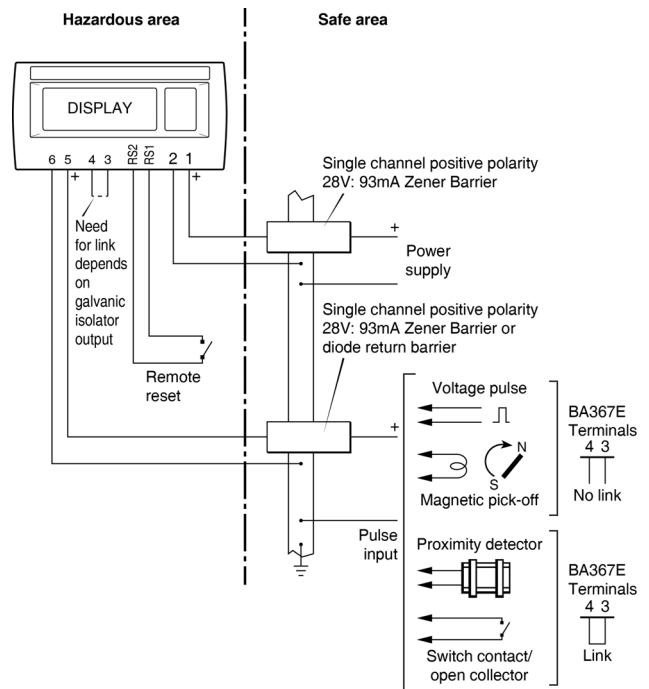 Hazardous area
Safe area
DISPLAY
6 5 4 3 RS2 RS1 2 1
+ +
Single channel positive polarity
28V: 93mA Zener Barrier
+
Power
supply
Need
for link
depends
on
galvanic
isolator
output
Single channel positive polarity
28V: 93mA Zener Barrier or
diode return barrier
Remote
reset
+
Voltage pulse
N
S
Magnetic pick-off
BA367E
Terminals
4 3
No link
Pulse
input
Proximity detector
Switch contact/
open collector
BA367E
Terminals
4 3
Link